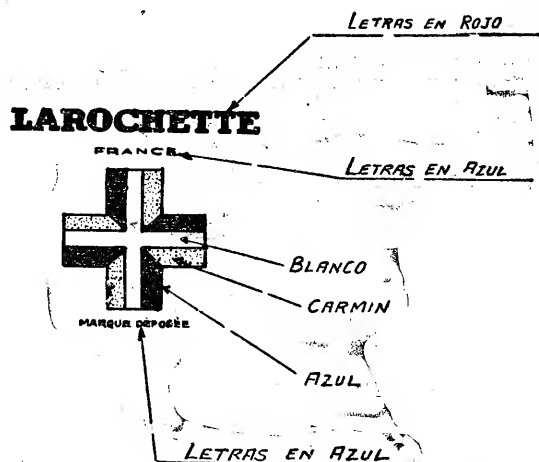 LETRAS EN ROJO
LAROCHETTE
FRANCE
LETRAS EN AZUL
BLANCO
CARMIN
MARQUE DÉPOSÉE
AZUL
LETRAS EN AZUL